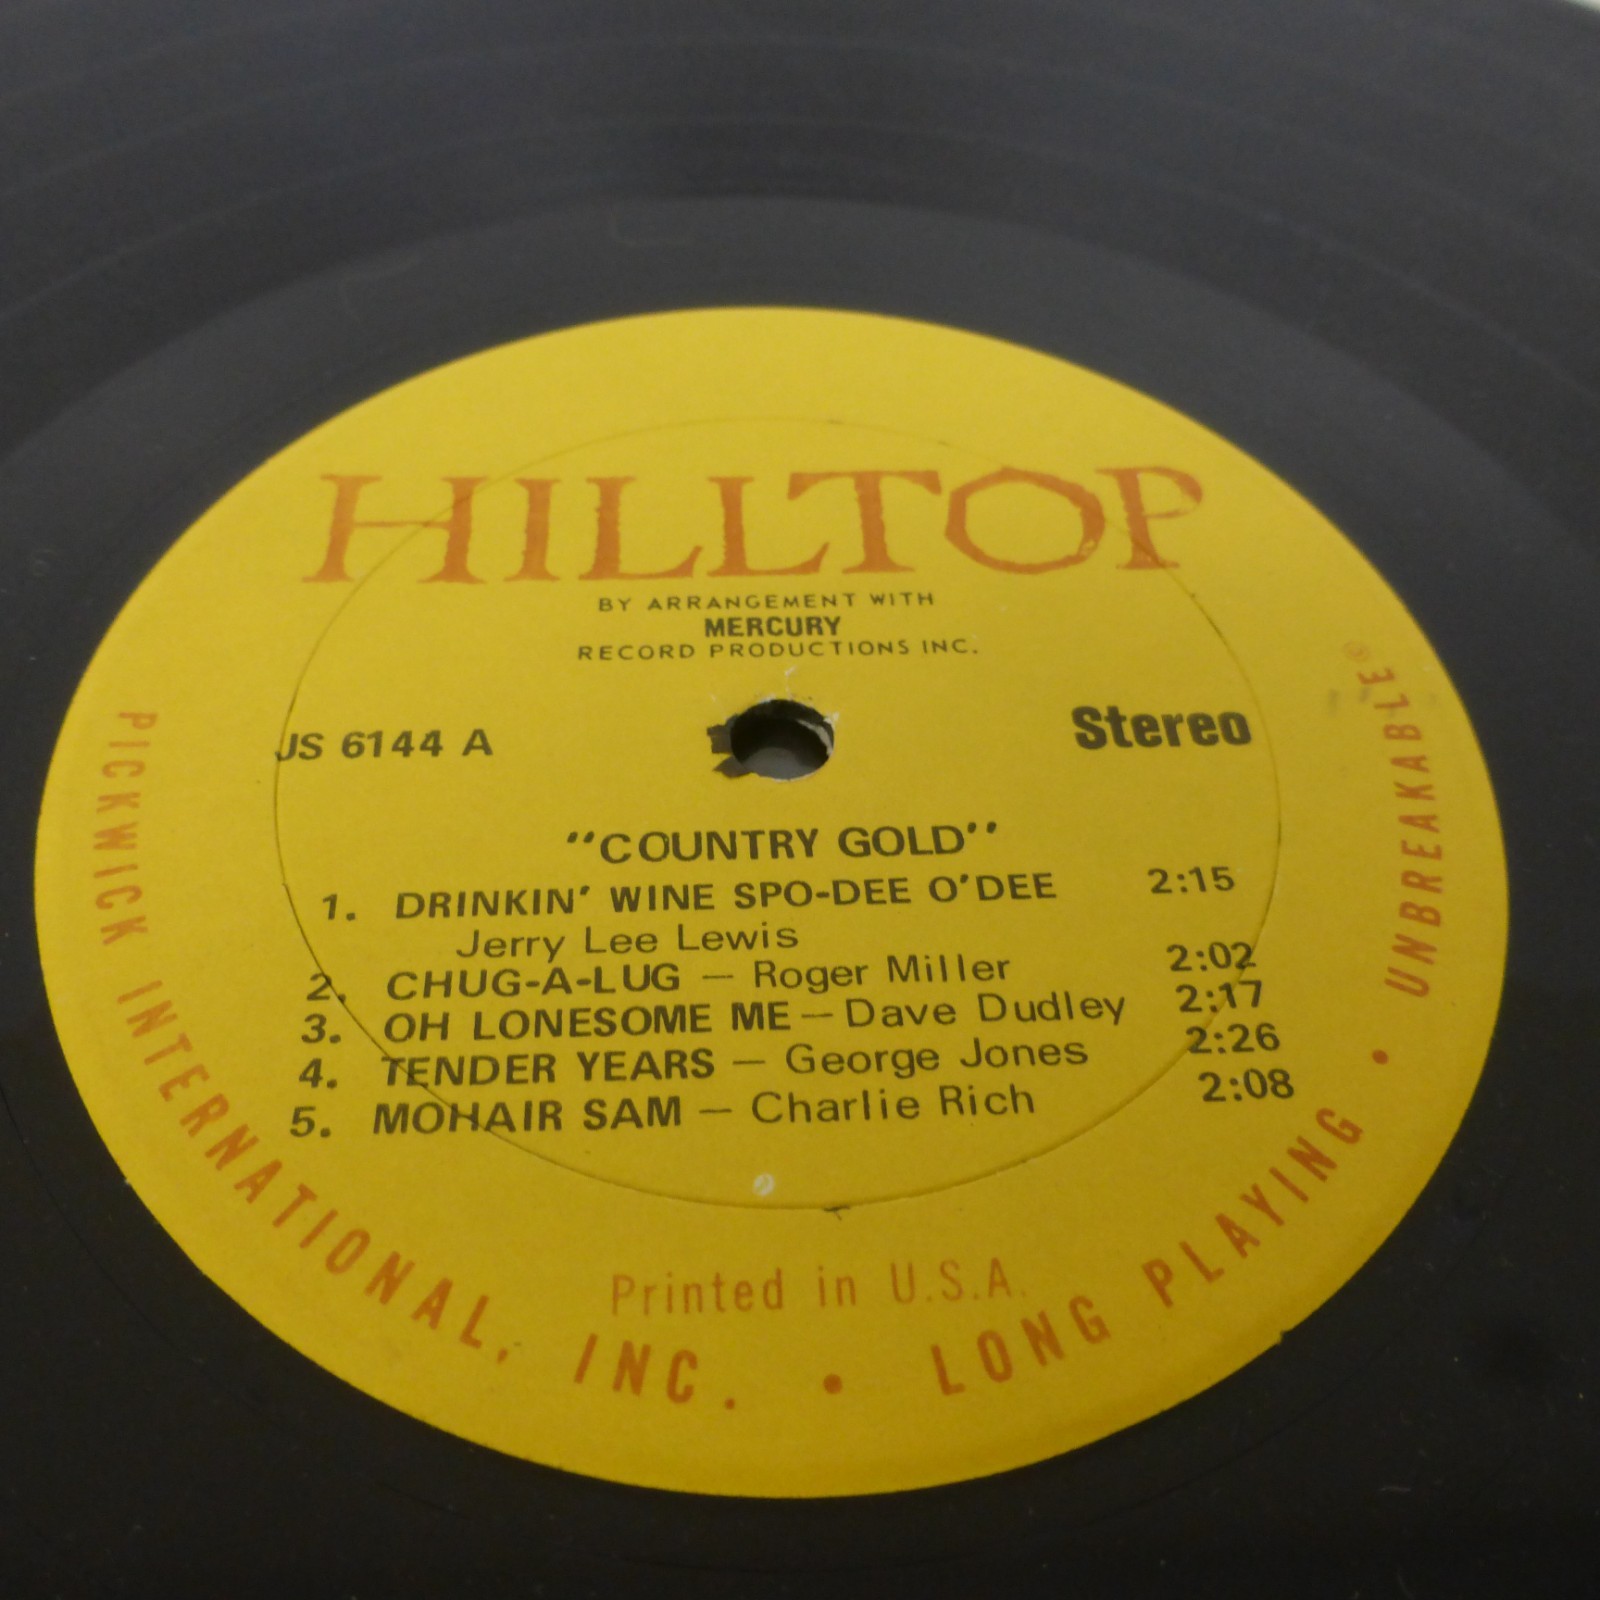 HILLTOP
BY ARRANGEMENT WITH
MERCURY
RECORD PRODUCTIONS INC.
JS 6144 A
Stereo
"COUNTRY GOLD"
1. DRINKIN' WINE SPO-DEE O'DEE 2:15
Jerry Lee Lewis
2. CHUG-A-LUG — Roger Miller 2:02
3. OH LONESOME ME — Dave Dudley 2:17
4. TENDER YEARS — George Jones 2:26
5. MOHAIR SAM — Charlie Rich 2:08
Printed in U.S.A.
PICKWICK INTERNATIONAL, INC. • LONG PLAYING • UNBREAKABLE®